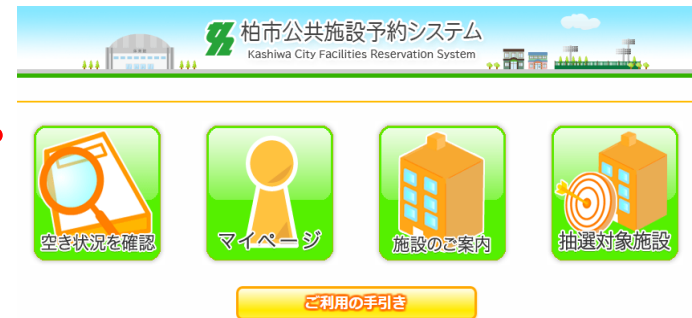 柏市公共施設予約システム
Kashiwa City Facilities Reservation System
空き状況を確認
マイページ
施設のご案内
抽選対象施設
ご利用の手引き